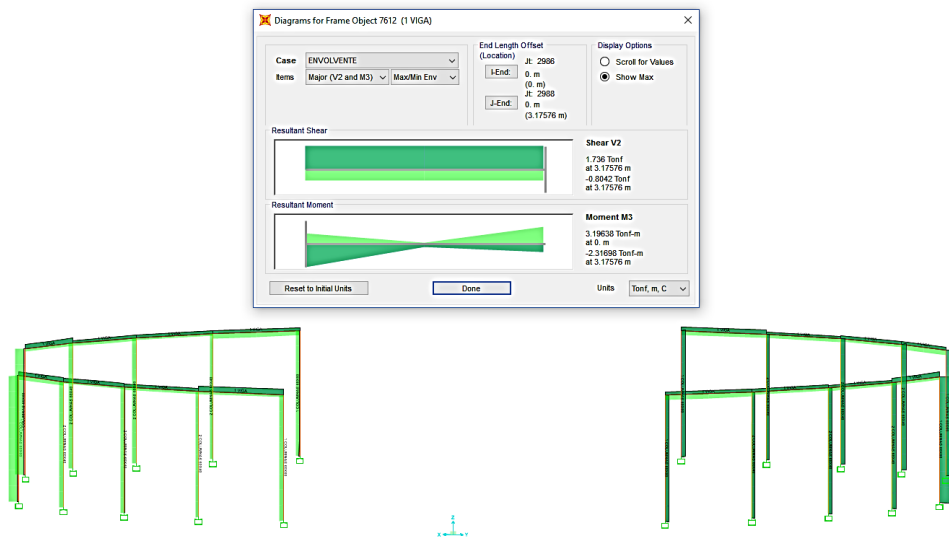 Diagrams for Frame Object 7612 (1 VIGA)
Case ENVOLVENTE
Items Major (V2 and M3) Max/Min Env
End Length Offset
(Location)
I-End: Jt: 2986
0. m
(0. m)
J-End: Jt: 2988
0. m
(3.17576 m)
Display Options
Scroll for Values
Show Max
Resultant Shear
Shear V2
1.736 Tonf
at 3.17576 m
-0.8042 Tonf
at 3.17576 m
Resultant Moment
Moment M3
3.19638 Tonf-m
at 0. m
-2.31698 Tonf-m
at 3.17576 m
Reset to Initial Units
Done
Units Tonf, m, C